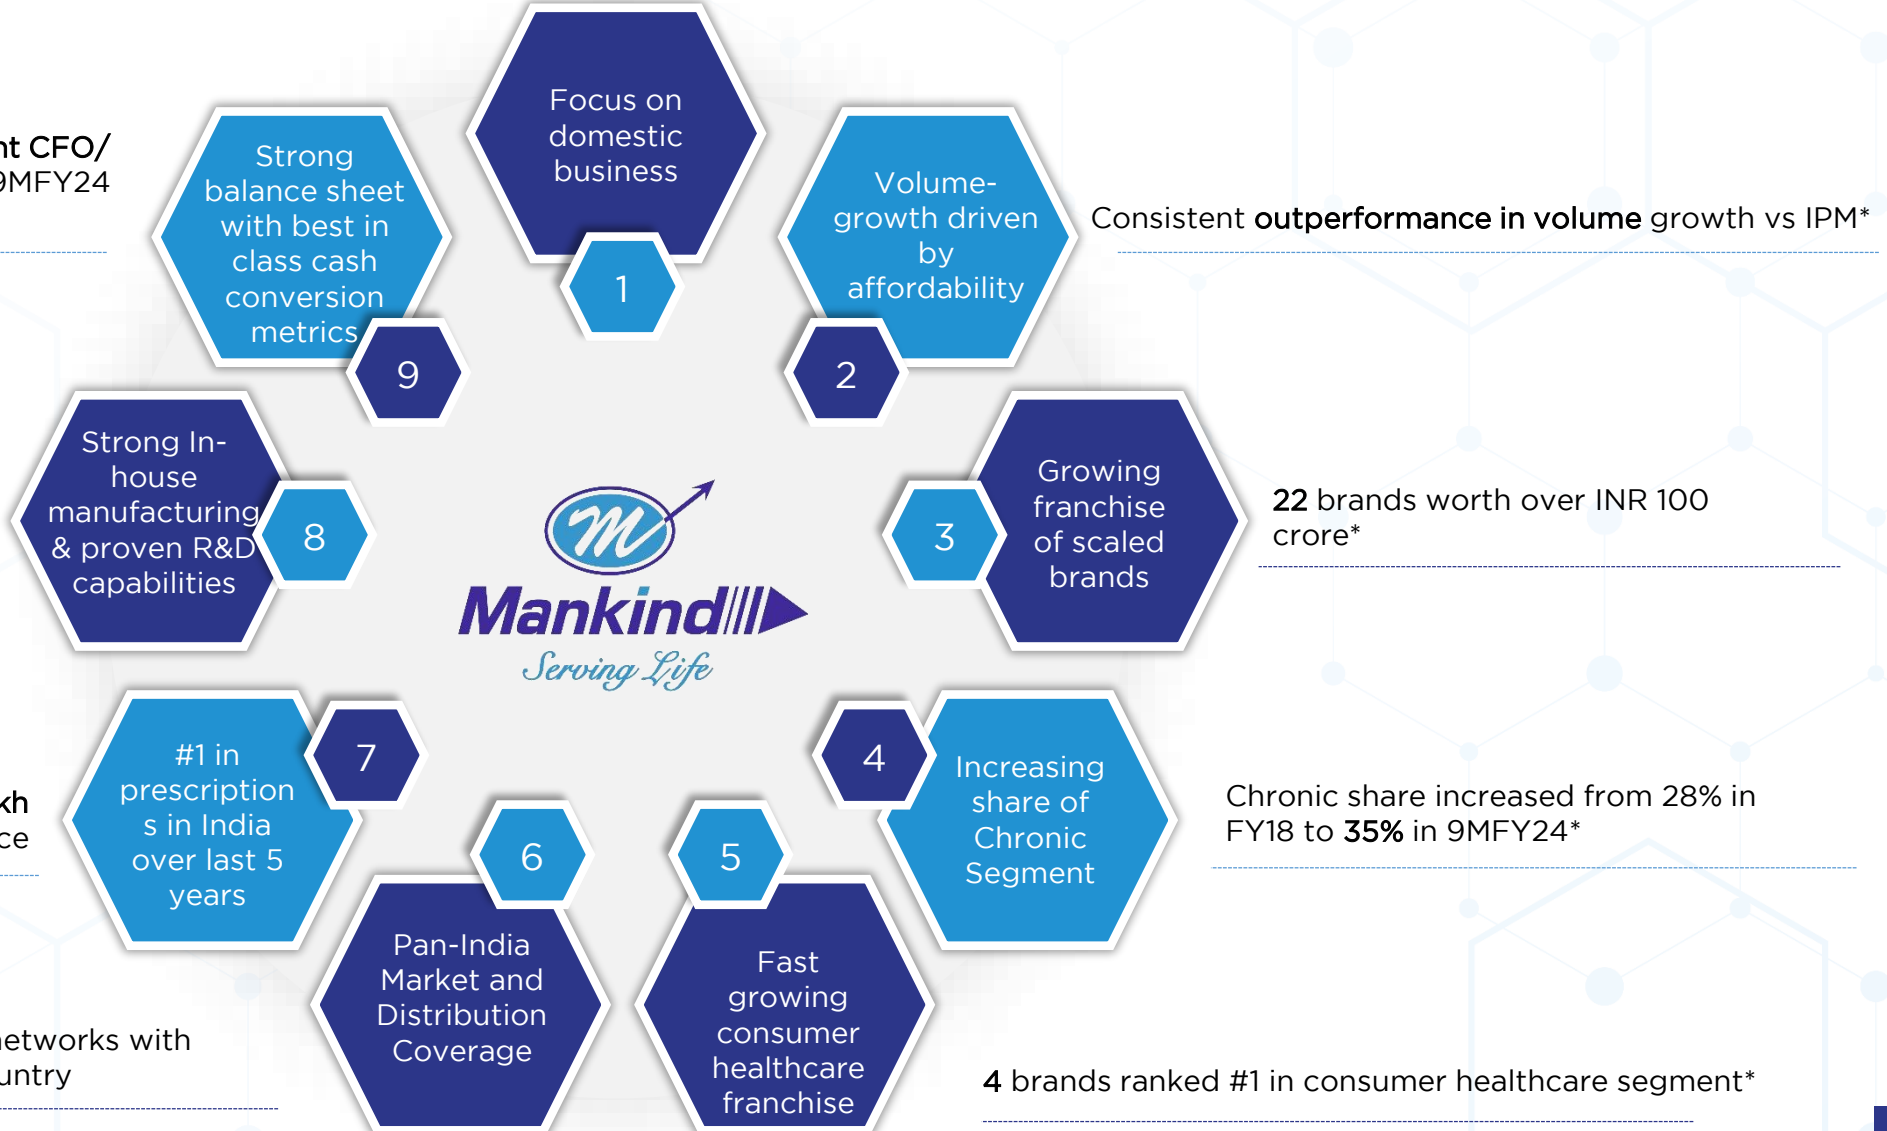 Focus on
domestic
business
1
Volume-
growth driven
by
affordability
2
Consistent outperformance in volume growth vs IPM*
Growing
franchise
of scaled
brands
3
22 brands worth over INR 100
crore*
Increasing
share of
Chronic
Segment
4
Chronic share increased from 28% in
FY18 to 35% in 9MFY24*
Fast
growing
consumer
healthcare
franchise
5
4 brands ranked #1 in consumer healthcare segment*
Pan-India
Market and
Distribution
Coverage
6
networks with
#1 in
prescription
s in India
over last 5
years
7
Strong In-
house
manufacturing
& proven R&D
capabilities
8
Strong
balance sheet
with best in
class cash
conversion
metrics
9
CFO/
9MFY24
m
Mankind
Serving Life